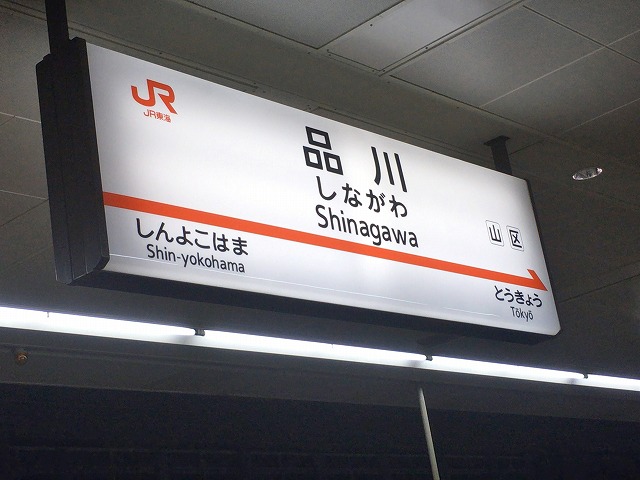 JR
JR東海
品川
しながわ
Shinagawa
山 区
しんよこはま
Shin-yokohama
とうきょう
Tōkyō